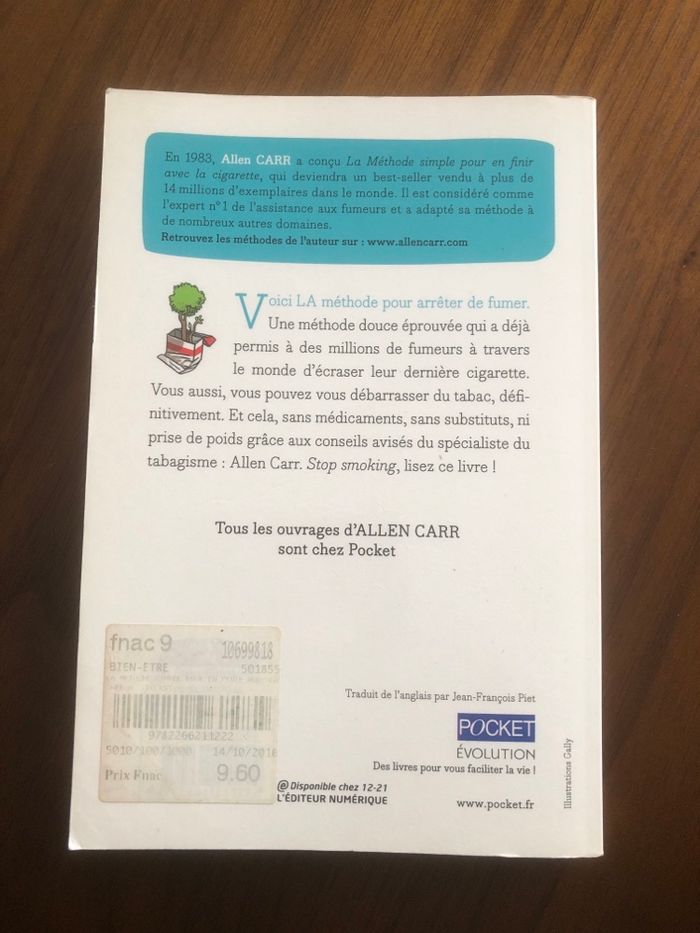 En 1983, Allen CARR a conçu La Méthode simple pour en finir
avec la cigarette, qui deviendra un best-seller vendu à plus de
14 millions d'exemplaires dans le monde. Il est considéré comme
l'expert n°1 de l'assistance aux fumeurs et a adapté sa méthode à
de nombreux autres domaines.
Retrouvez les méthodes de l'auteur sur : www.allencarr.com
Voici LA méthode pour arrêter de fumer.
Une méthode douce éprouvée qui a déjà
permis à des millions de fumeurs à travers
le monde d'écraser leur dernière cigarette.
Vous aussi, vous pouvez vous débarrasser du tabac, défi-
nitivement. Et cela, sans médicaments, sans substituts, ni
prise de poids grâce aux conseils avisés du spécialiste du
tabagisme : Allen Carr. Stop smoking, lisez ce livre !
Tous les ouvrages d'ALLEN CARR
sont chez Pocket
fnac 9 10699818
BIEN-ETRE 501855
9782266211222
5010/100/1000 14/10/2016
Prix Fnac 9.60
Traduit de l'anglais par Jean-François Piet
POCKET
ÉVOLUTION
Des livres pour vous faciliter la vie !
@ Disponible chez 12-21
L'ÉDITEUR NUMÉRIQUE
www.pocket.fr
Illustrations Gally